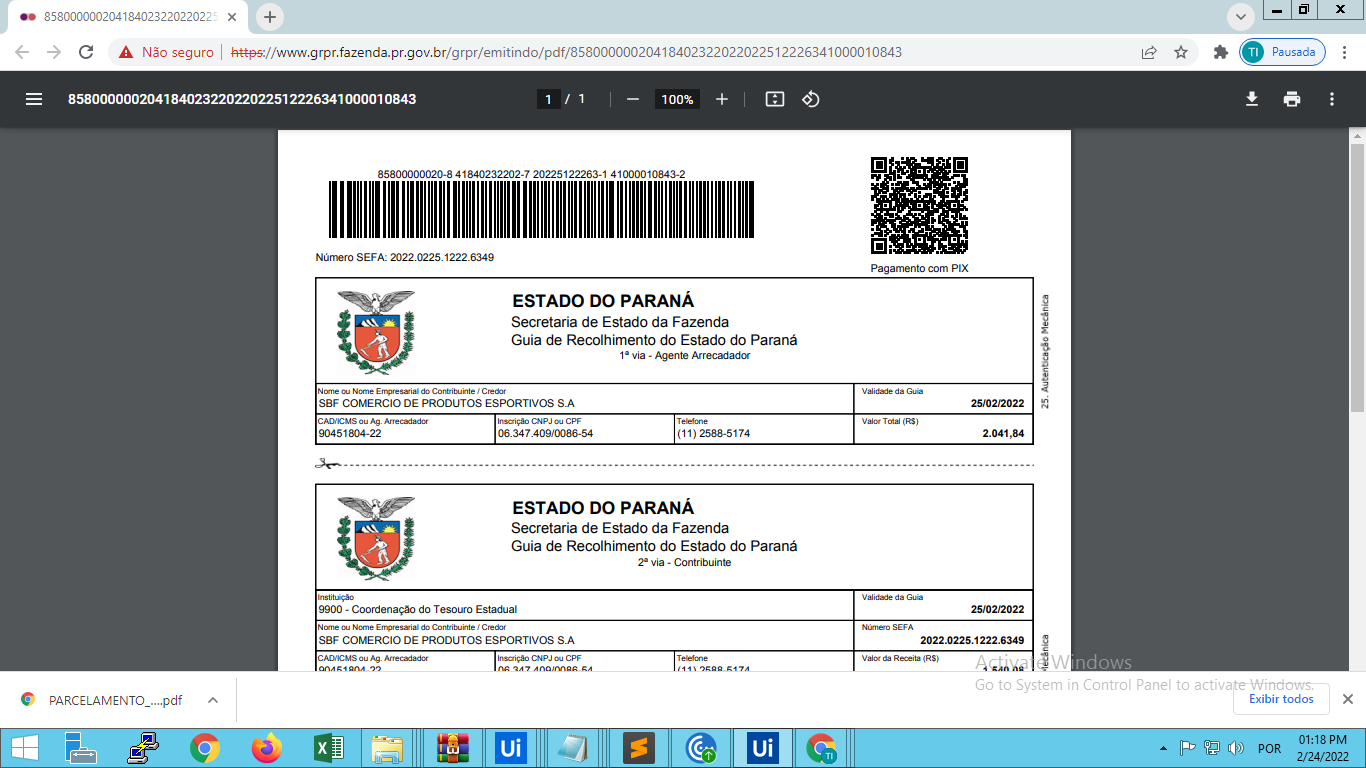 85800000020418402322022025
Não seguro
https://www.grpr.fazenda.pr.gov.br/grpr/emitindo/pdf/85800000020418402322022022512226341000010843
TI Pausada
85800000020418402322022022512226341000010843
1 / 1
100%
85800000020-8 41840232202-7 20225122263-1 41000010843-2
Número SEFA: 2022.0225.1222.6349
Pagamento com PIX
ESTADO DO PARANÁ
Secretaria de Estado da Fazenda
Guia de Recolhimento do Estado do Paraná
1ª via - Agente Arrecadador
25. Autenticação Mecânica
Nome ou Nome Empresarial do Contribuinte / Credor
SBF COMERCIO DE PRODUTOS ESPORTIVOS S.A
Validade da Guia
25/02/2022
CAD/ICMS ou Ag. Arrecadador
90451804-22
Inscrição CNPJ ou CPF
06.347.409/0086-54
Telefone
(11) 2588-5174
Valor Total (R$)
2.041,84
ESTADO DO PARANÁ
Secretaria de Estado da Fazenda
Guia de Recolhimento do Estado do Paraná
2ª via - Contribuinte
Instituição
9900 - Coordenação do Tesouro Estadual
Validade da Guia
25/02/2022
Nome ou Nome Empresarial do Contribuinte / Credor
SBF COMERCIO DE PRODUTOS ESPORTIVOS S.A
Número SEFA
2022.0225.1222.6349
CAD/ICMS ou Ag. Arrecadador
90451804-22
Inscrição CNPJ ou CPF
06.347.409/0086-54
Telefone
(11) 2588-5174
Valor da Receita (R$)
1.540,08
Mecânica
Activate Windows
Go to System in Control Panel to activate Windows.
PARCELAMENTO_....pdf
Exibir todos
Ui
Ui
TI
POR
01:18 PM
2/24/2022